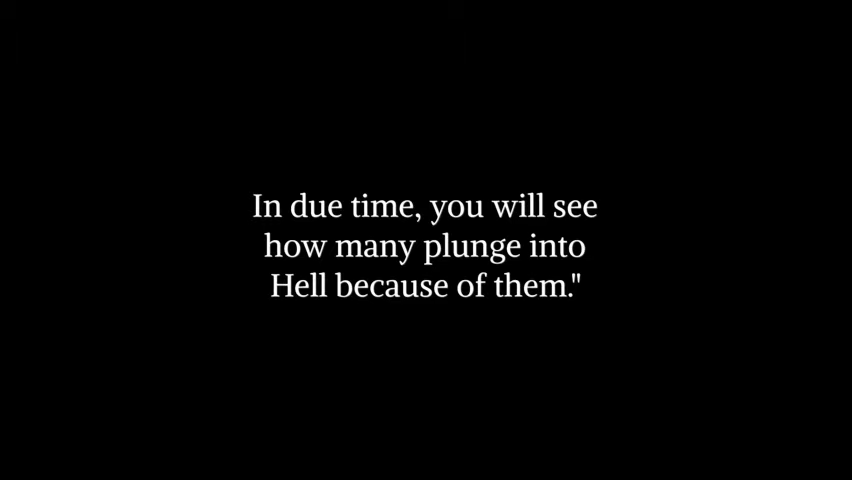 In due time, you will see
how many plunge into
Hell because of them."